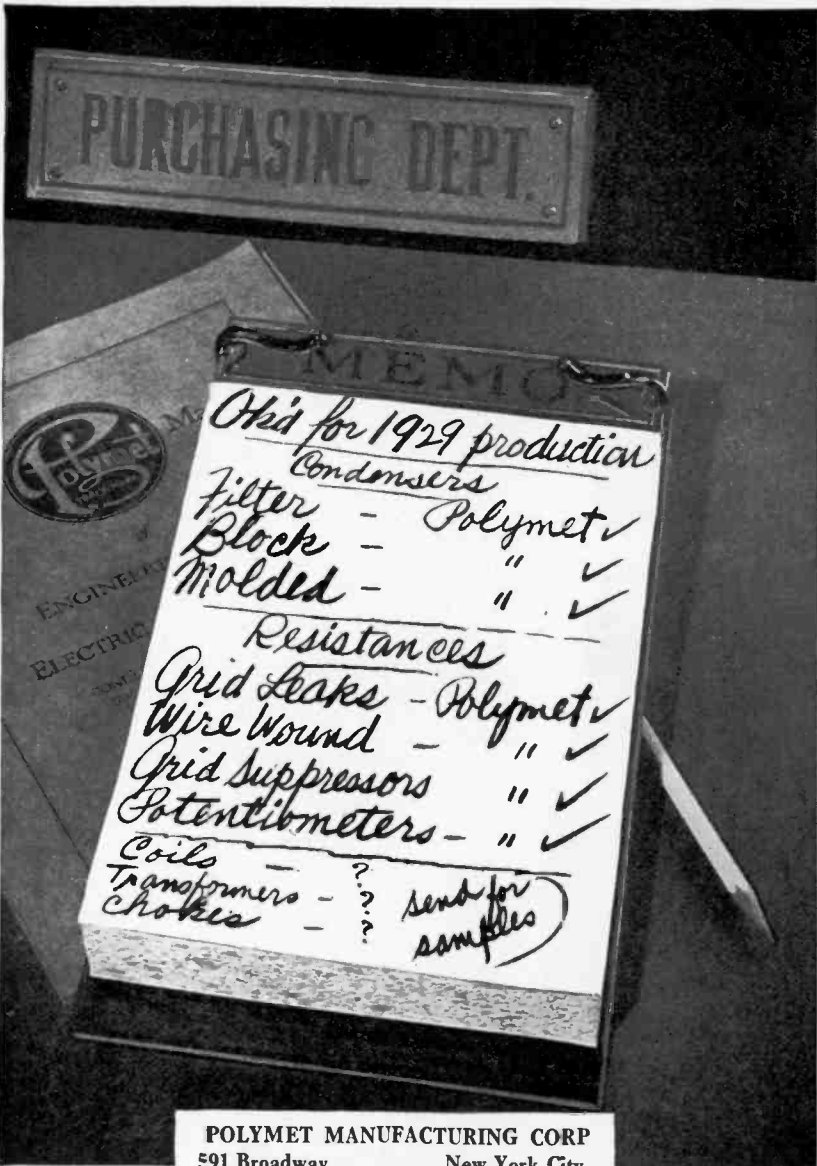 PURCHASING DEPT.
MEMO
Polymet
ENGINEER
ELECTRIC
Ok'd for 1929 production
Condensers
Filter - Polymet ✓
Block - " ✓
Molded - " ✓
Resistances
Grid Leaks - Polymet ✓
Wire Wound - " ✓
Grid Suppressors " ✓
Potentiometers - " ✓
Coils - ?
Transformers - ? send for
Chokes - ? samples
POLYMET MANUFACTURING CORP
591 Broadway New York City